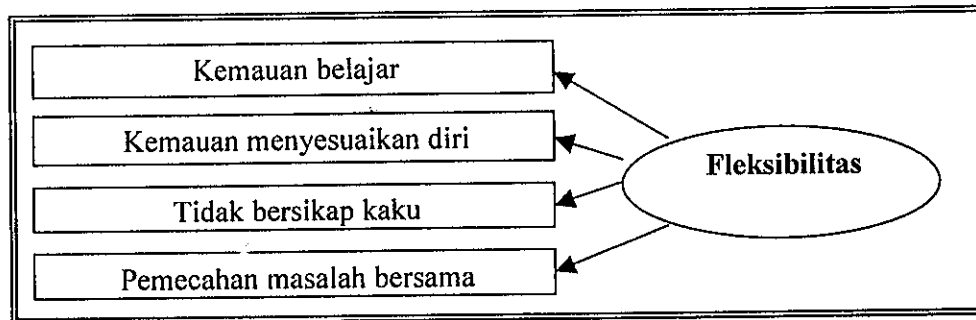 Kemauan belajar
Kemauan menyesuaikan diri
Tidak bersikap kaku
Pemecahan masalah bersama
Fleksibilitas